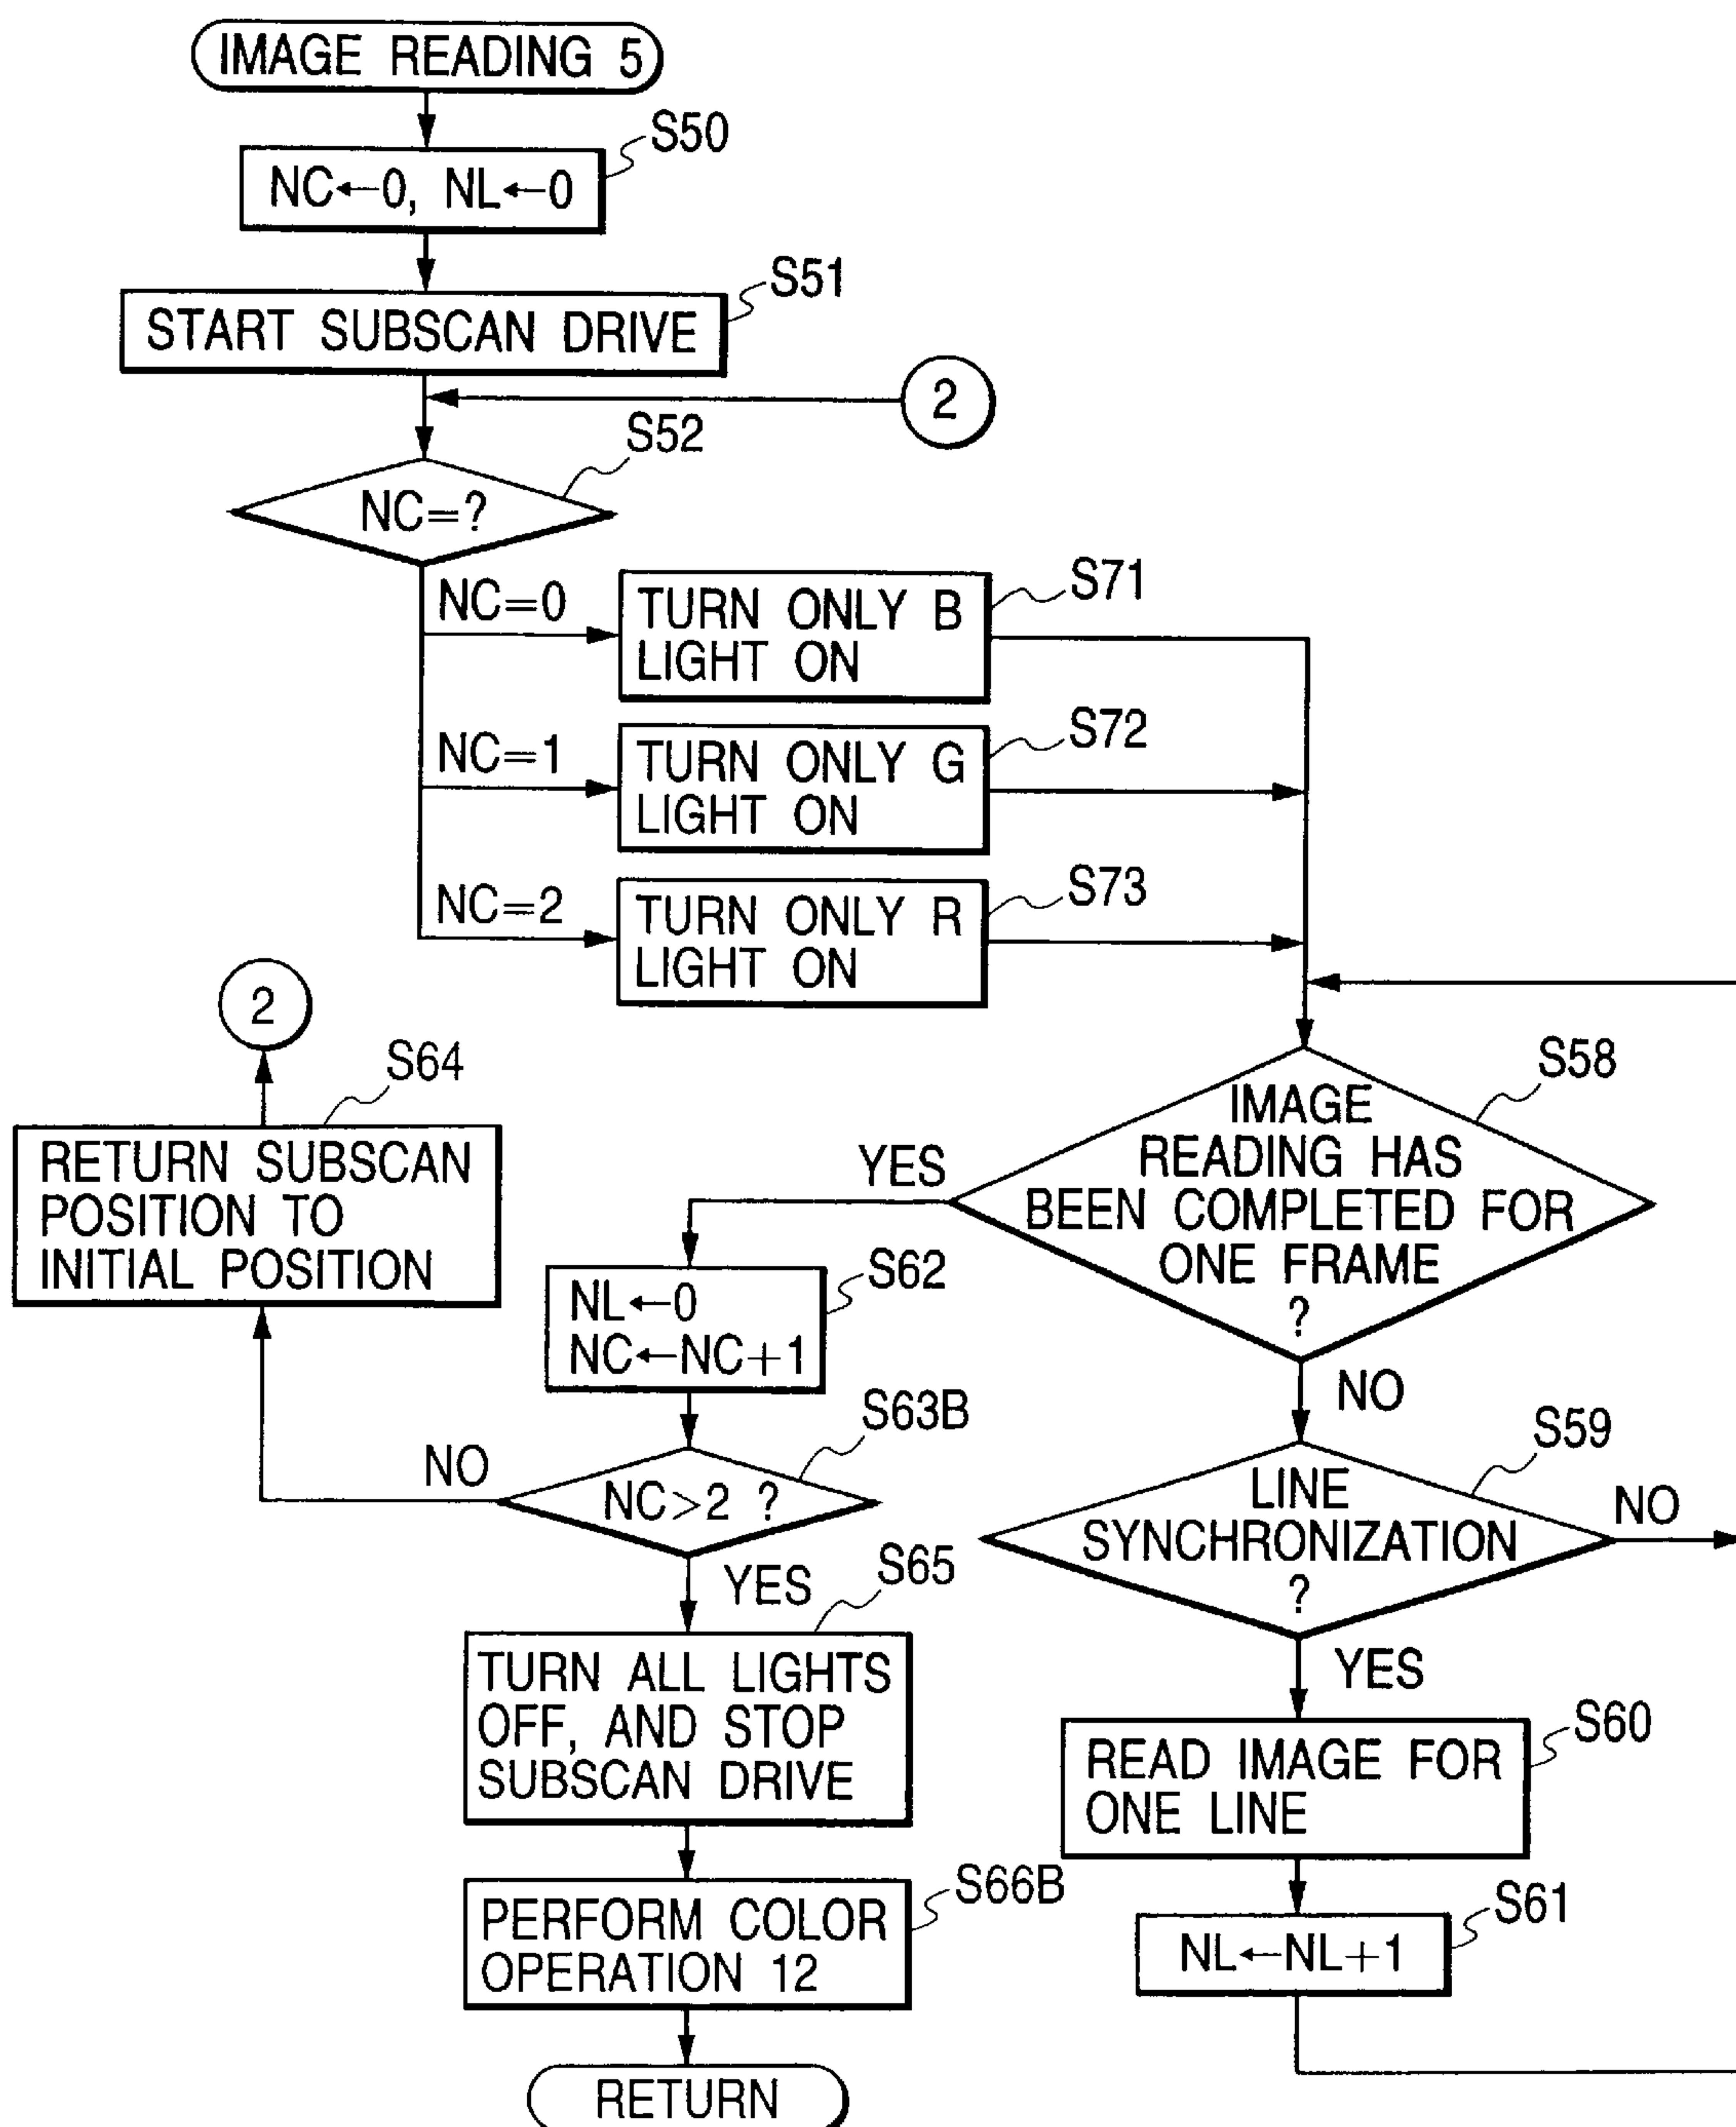 IMAGE READING 5
S50
NC←0, NL←0
S51
START SUBSCAN DRIVE
2
S52
NC=?
NC=0
TURN ONLY B
LIGHT ON
S71
NC=1
TURN ONLY G
LIGHT ON
S72
NC=2
TURN ONLY R
LIGHT ON
S73
2
S64
RETURN SUBSCAN
POSITION TO
INITIAL POSITION
S58
IMAGE
READING HAS
BEEN COMPLETED FOR
ONE FRAME
?
YES
NO
S62
NL←0
NC←NC+1
S63B
NC>2 ?
NO
YES
S65
TURN ALL LIGHTS
OFF, AND STOP
SUBSCAN DRIVE
S66B
PERFORM COLOR
OPERATION 12
RETURN
S59
LINE
SYNCHRONIZATION
?
NO
YES
S60
READ IMAGE FOR
ONE LINE
S61
NL←NL+1